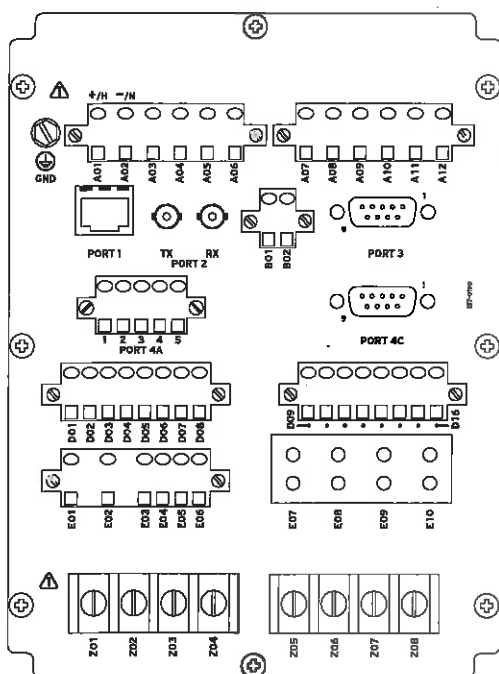 +/H −/N
GND
A01 A02 A03 A04 A05 A06
A07 A08 A09 A10 A11 A12
PORT 1
TX RX
PORT 2
B01 B02
1
9
PORT 3
1 2 3 4 5
PORT 4A
1
9
PORT 4C
D01 D02 D03 D04 D05 D06 D07 D08
D09 D16
E01 E02 E03 E04 E05 E06
E07 E08 E09 E10
Z01 Z02 Z03 Z04
Z05 Z06 Z07 Z08